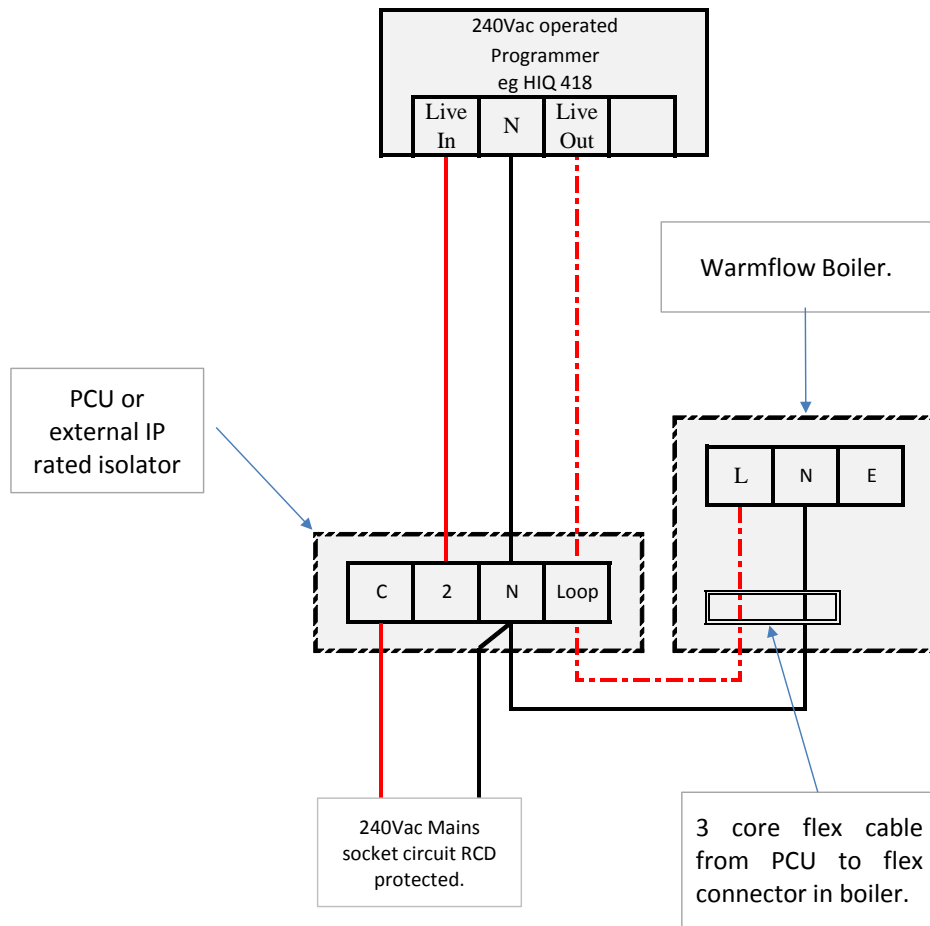 240Vac operated
Programmer
eg HIQ 418
Live
In
N
Live
Out
Warmflow Boiler.
PCU or
external IP
rated isolator
L
N
E
C
2
N
Loop
240Vac Mains
socket circuit RCD
protected.
3 core flex cable
from PCU to flex
connector in boiler.